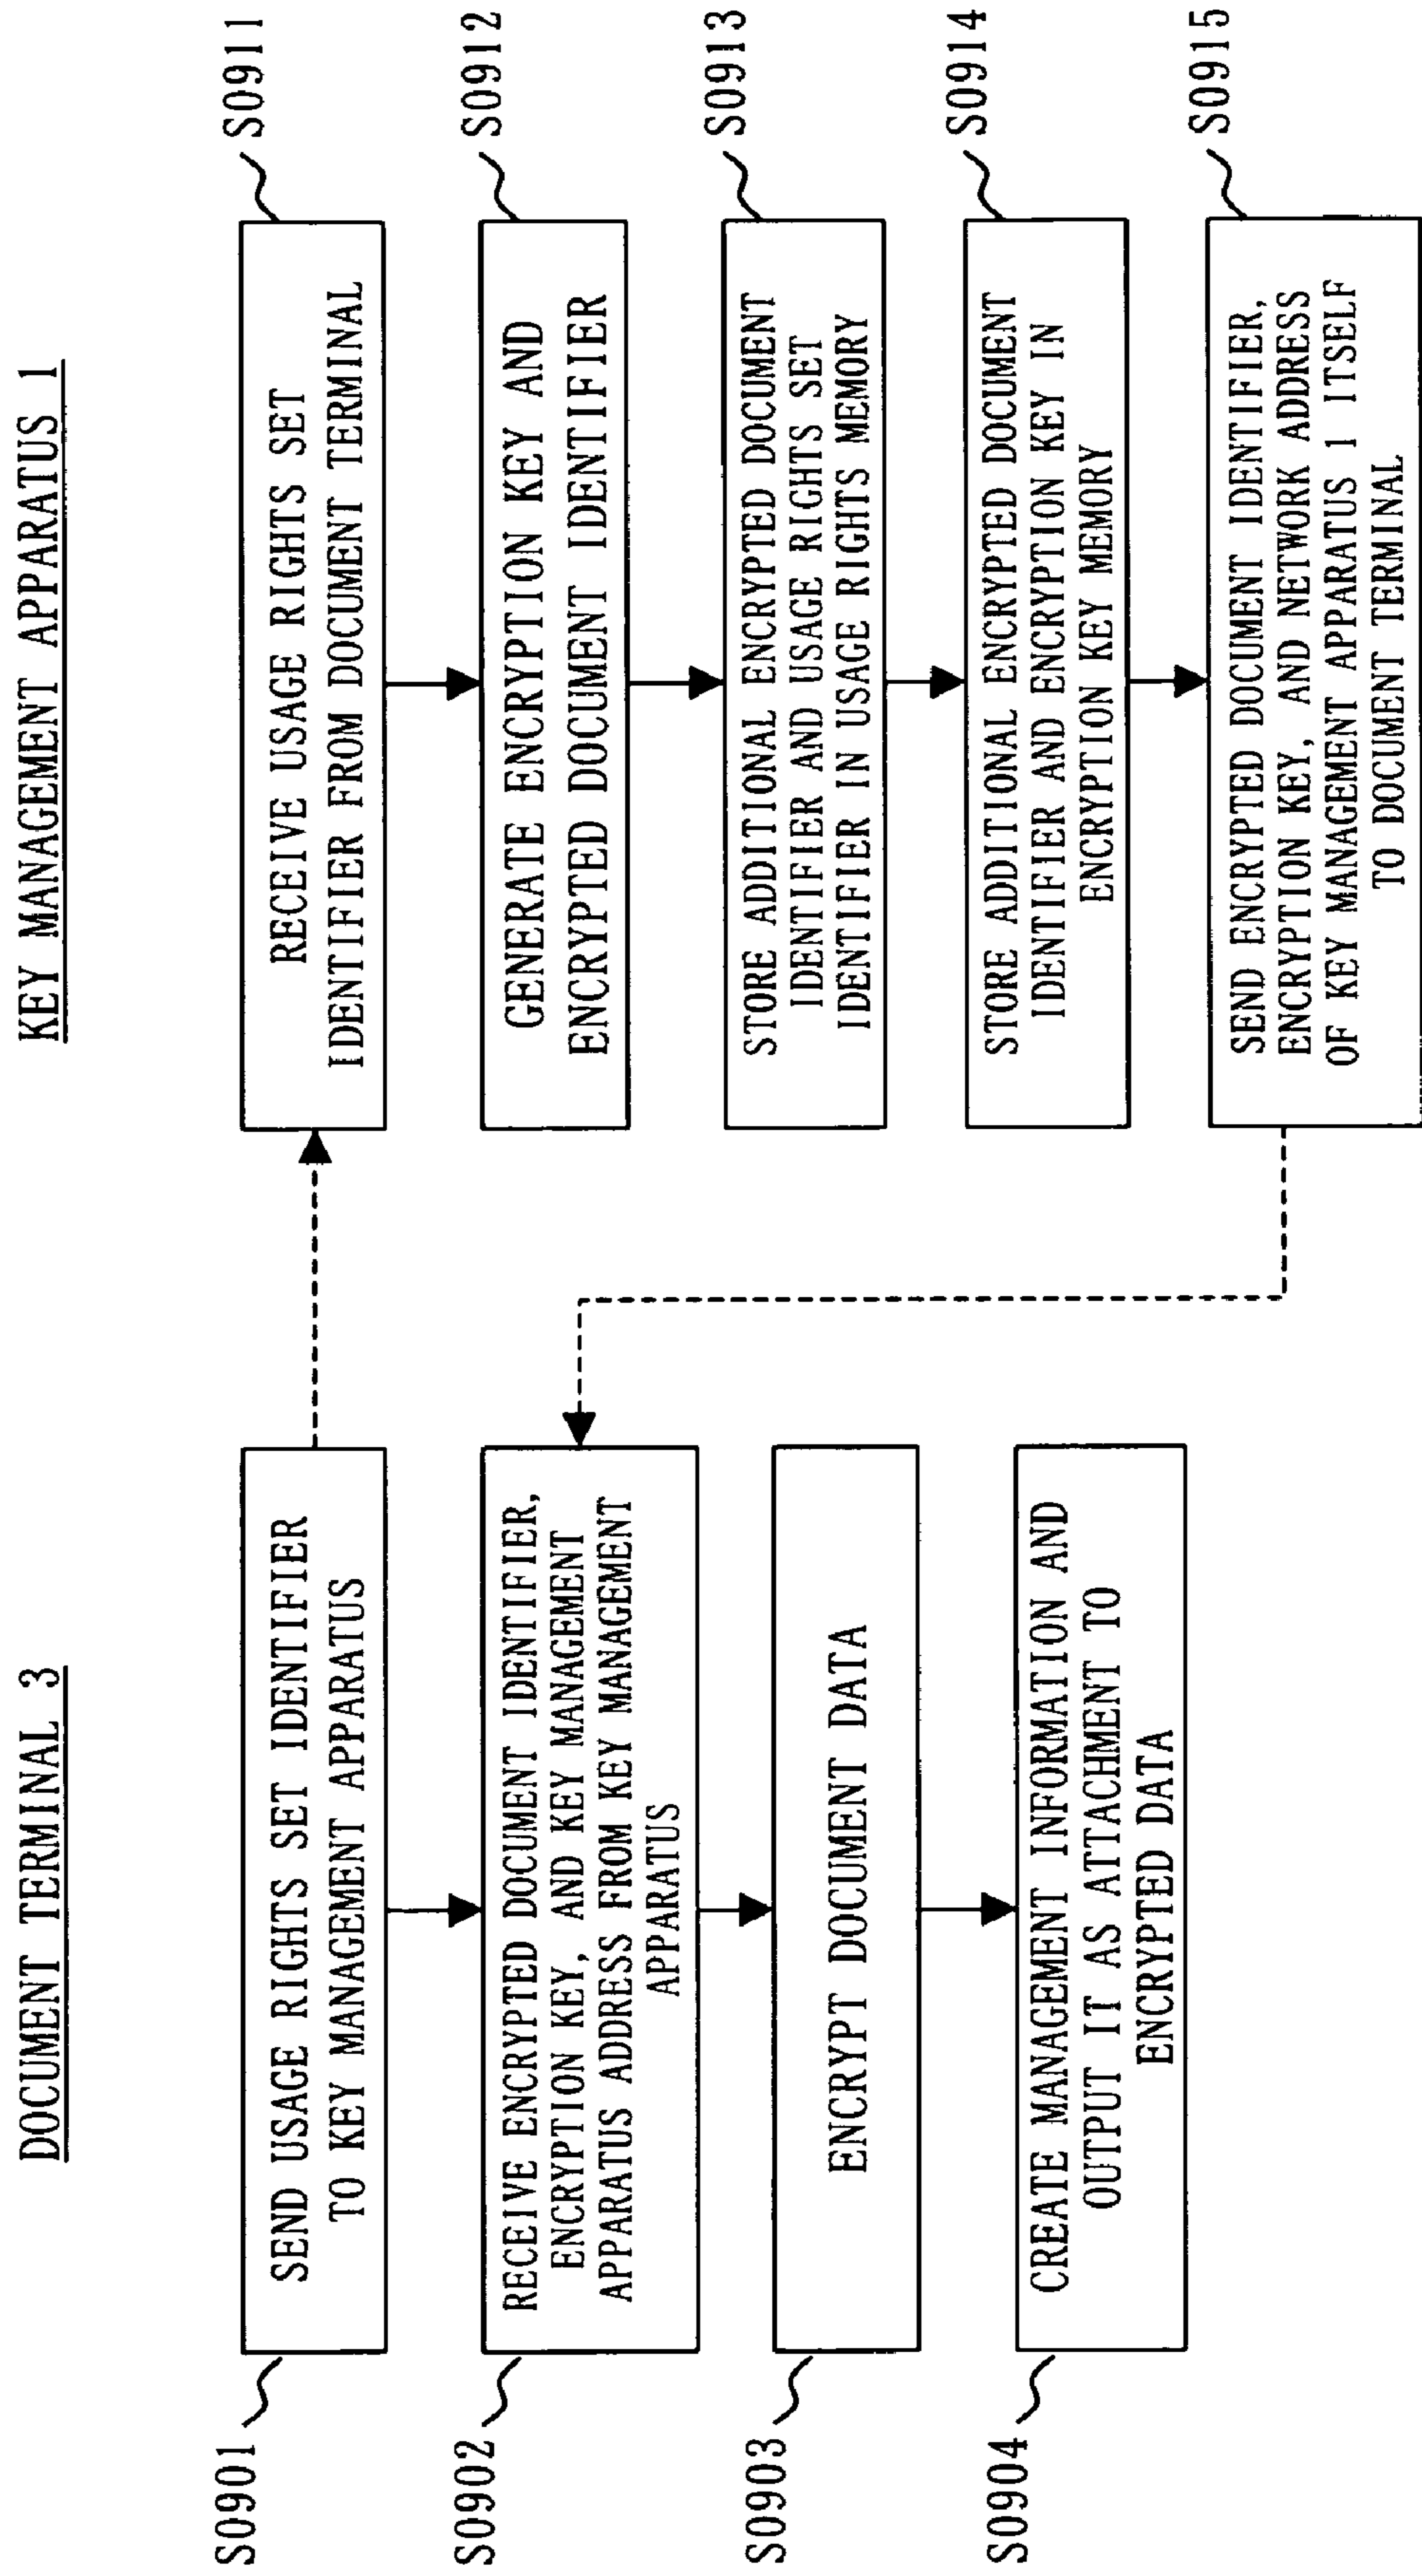 DOCUMENT TERMINAL 3
S0901
SEND USAGE RIGHTS SET IDENTIFIER
TO KEY MANAGEMENT APPARATUS
S0902
RECEIVE ENCRYPTED DOCUMENT IDENTIFIER,
ENCRYPTION KEY, AND KEY MANAGEMENT
APPARATUS ADDRESS FROM KEY MANAGEMENT
APPARATUS
S0903
ENCRYPT DOCUMENT DATA
S0904
CREATE MANAGEMENT INFORMATION AND
OUTPUT IT AS ATTACHMENT TO
ENCRYPTED DATA
KEY MANAGEMENT APPARATUS 1
S0911
RECEIVE USAGE RIGHTS SET
IDENTIFIER FROM DOCUMENT TERMINAL
S0912
GENERATE ENCRYPTION KEY AND
ENCRYPTED DOCUMENT IDENTIFIER
S0913
STORE ADDITIONAL ENCRYPTED DOCUMENT
IDENTIFIER AND USAGE RIGHTS SET
IDENTIFIER IN USAGE RIGHTS MEMORY
S0914
STORE ADDITIONAL ENCRYPTED DOCUMENT
IDENTIFIER AND ENCRYPTION KEY IN
ENCRYPTION KEY MEMORY
S0915
SEND ENCRYPTED DOCUMENT IDENTIFIER,
ENCRYPTION KEY, AND NETWORK ADDRESS
OF KEY MANAGEMENT APPARATUS 1 ITSELF
TO DOCUMENT TERMINAL